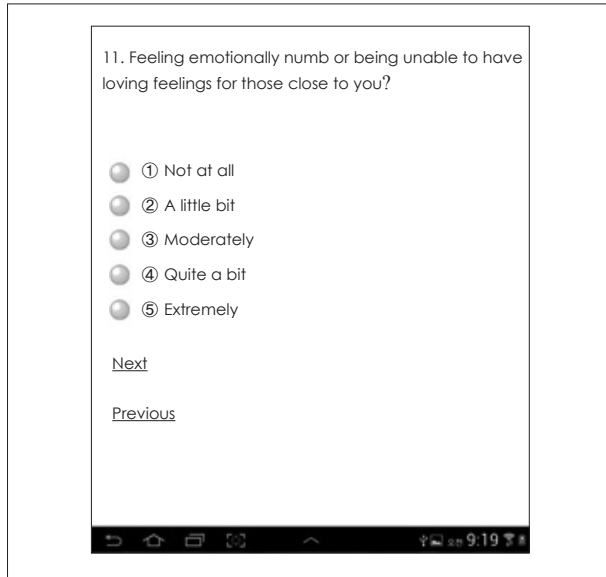 11. Feeling emotionally numb or being unable to have
loving feelings for those close to you?
① Not at all
② A little bit
③ Moderately
④ Quite a bit
⑤ Extremely
Next
Previous
9:19